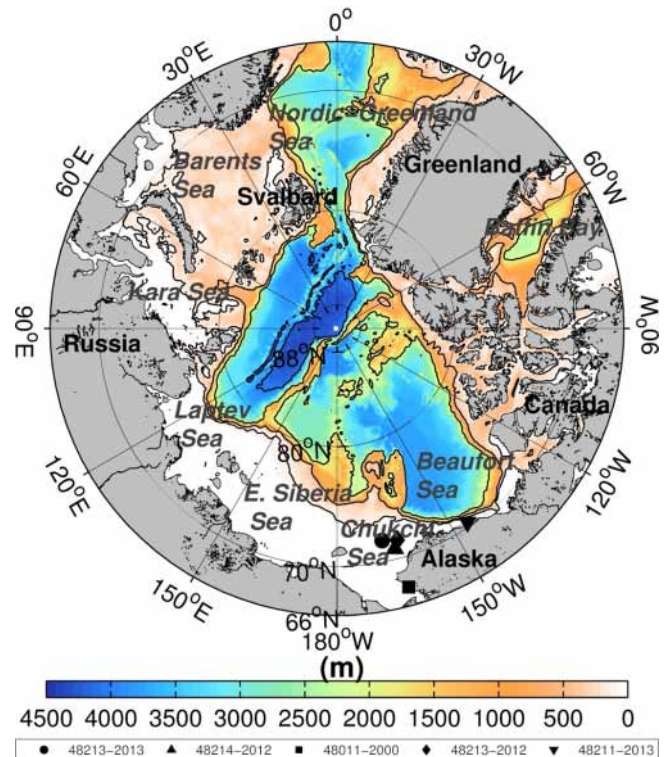 0°
30°E
30°W
Nordic-Greenland
Sea
Barents
Sea
Greenland
60°E
60°W
Svalbard
Baffin Bay
Kara Sea
90°E
Russia
88°N
90°W
Laptev
Sea
Canada
80°N
Beaufort
Sea
120°E
120°W
E. Siberia
Sea
Chukchi
Sea
Alaska
70°N
150°E
150°W
66°N
180°W
(m)
4500 4000 3500 3000 2500 2000 1500 1000 500 0
48213-2013 48214-2012 48011-2000 48213-2012 48211-2013